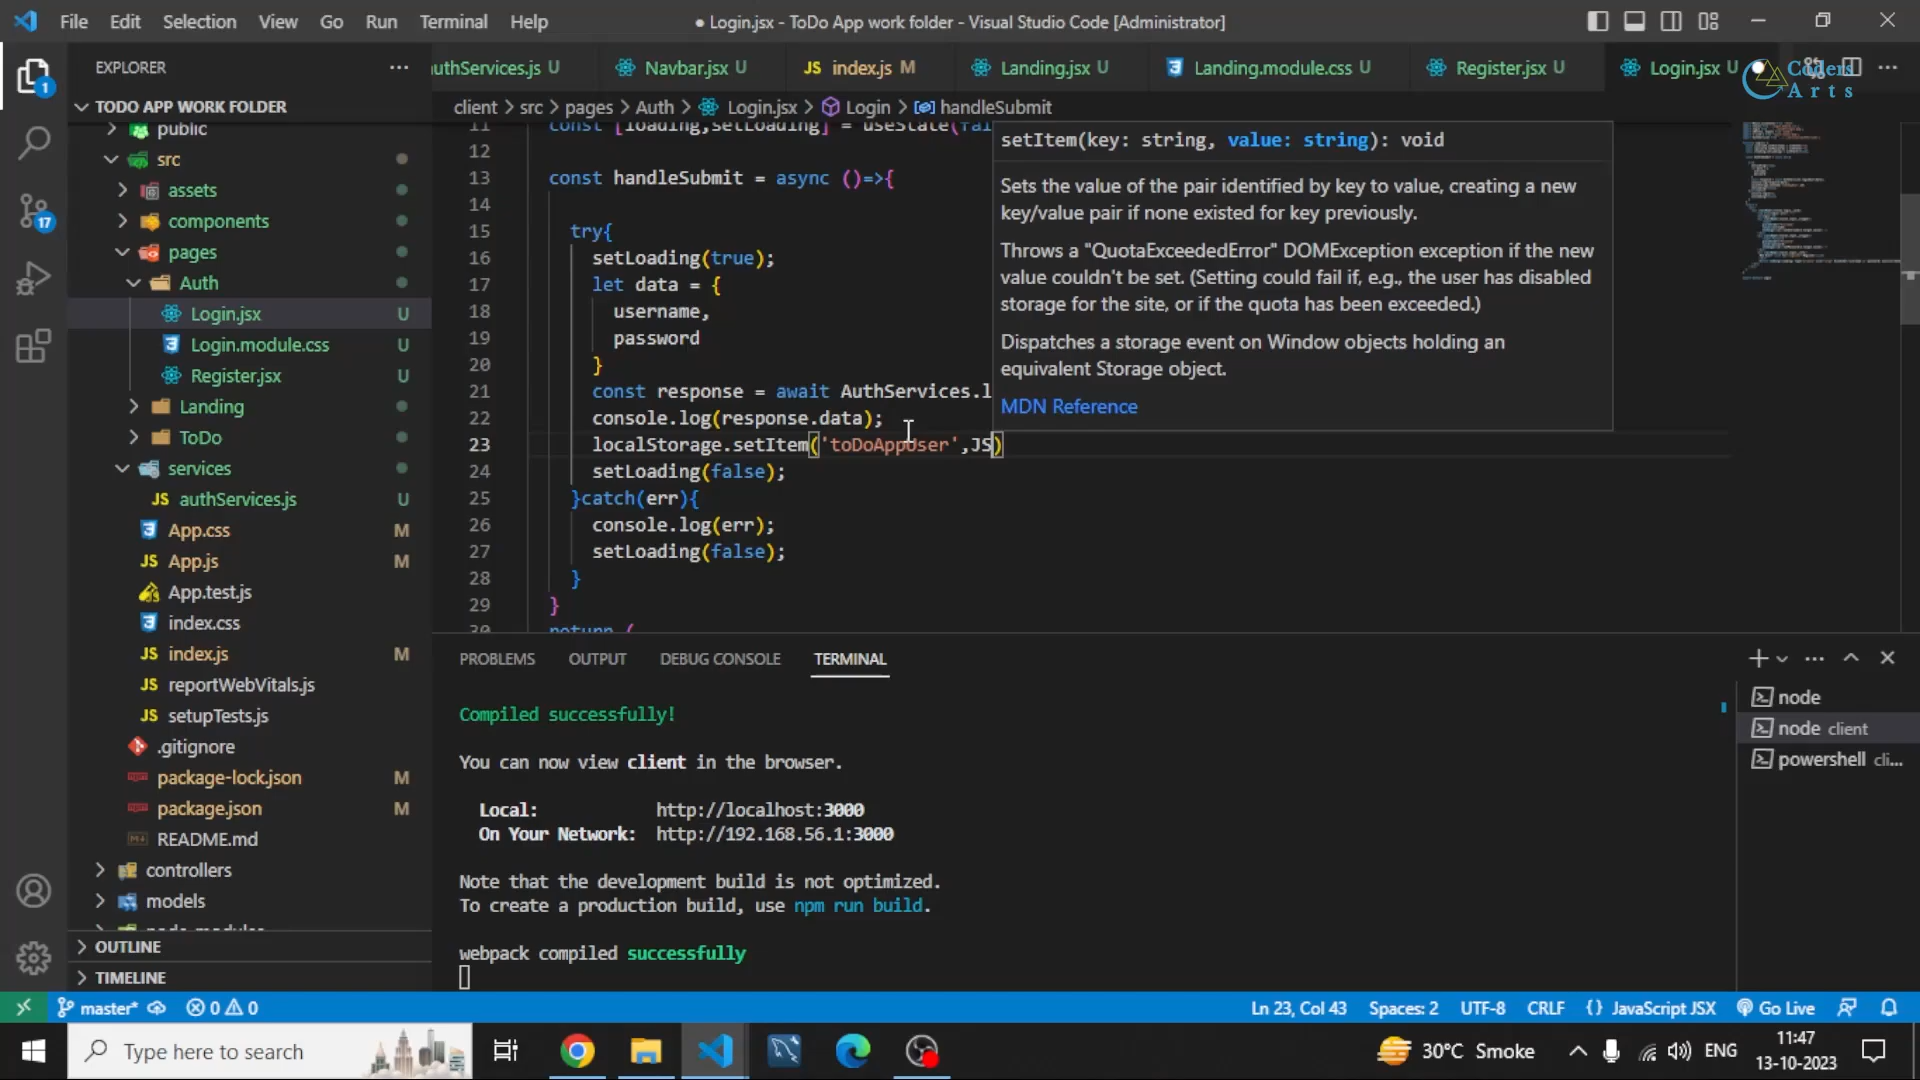 File Edit Selection View Go Run Terminal Help
● Login.jsx - ToDo App work folder - Visual Studio Code [Administrator]
EXPLORER
TODO APP WORK FOLDER
public
src
assets
components
pages
Auth
Login.jsx U
Login.module.css U
Register.jsx U
Landing
ToDo
services
authServices.js U
App.css M
App.js M
App.test.js
index.css
index.js M
reportWebVitals.js
setupTests.js
.gitignore
package-lock.json M
package.json M
README.md
controllers
models
OUTLINE
TIMELINE
uthServices.js U Navbar.jsx U index.js M Landing.jsx U Landing.module.css U Register.jsx U Login.jsx U
Coders
Arts
client > src > pages > Auth > Login.jsx > Login > handleSubmit
11 const [loading,setLoading] = useState(fal
12
13 const handleSubmit = async ()=>{
14
15 try{
16 setLoading(true);
17 let data = {
18 username,
19 password
20 }
21 const response = await AuthServices.l
22 console.log(response.data);
23 localStorage.setItem('toDoAppUser',JS)
24 setLoading(false);
25 }catch(err){
26 console.log(err);
27 setLoading(false);
28 }
29 }
30 return (
setItem(key: string, value: string): void
Sets the value of the pair identified by key to value, creating a new
key/value pair if none existed for key previously.
Throws a "QuotaExceededError" DOMException exception if the new
value couldn't be set. (Setting could fail if, e.g., the user has disabled
storage for the site, or if the quota has been exceeded.)
Dispatches a storage event on Window objects holding an
equivalent Storage object.
MDN Reference
PROBLEMS OUTPUT DEBUG CONSOLE TERMINAL
Compiled successfully!
You can now view client in the browser.
Local: http://localhost:3000
On Your Network: http://192.168.56.1:3000
Note that the development build is not optimized.
To create a production build, use npm run build.
webpack compiled successfully
node
node client
powershell cli...
1
17
master* 0 0
Ln 23, Col 43 Spaces: 2 UTF-8 CRLF {} JavaScript JSX Go Live
Type here to search
30°C Smoke
ENG
11:47
13-10-2023